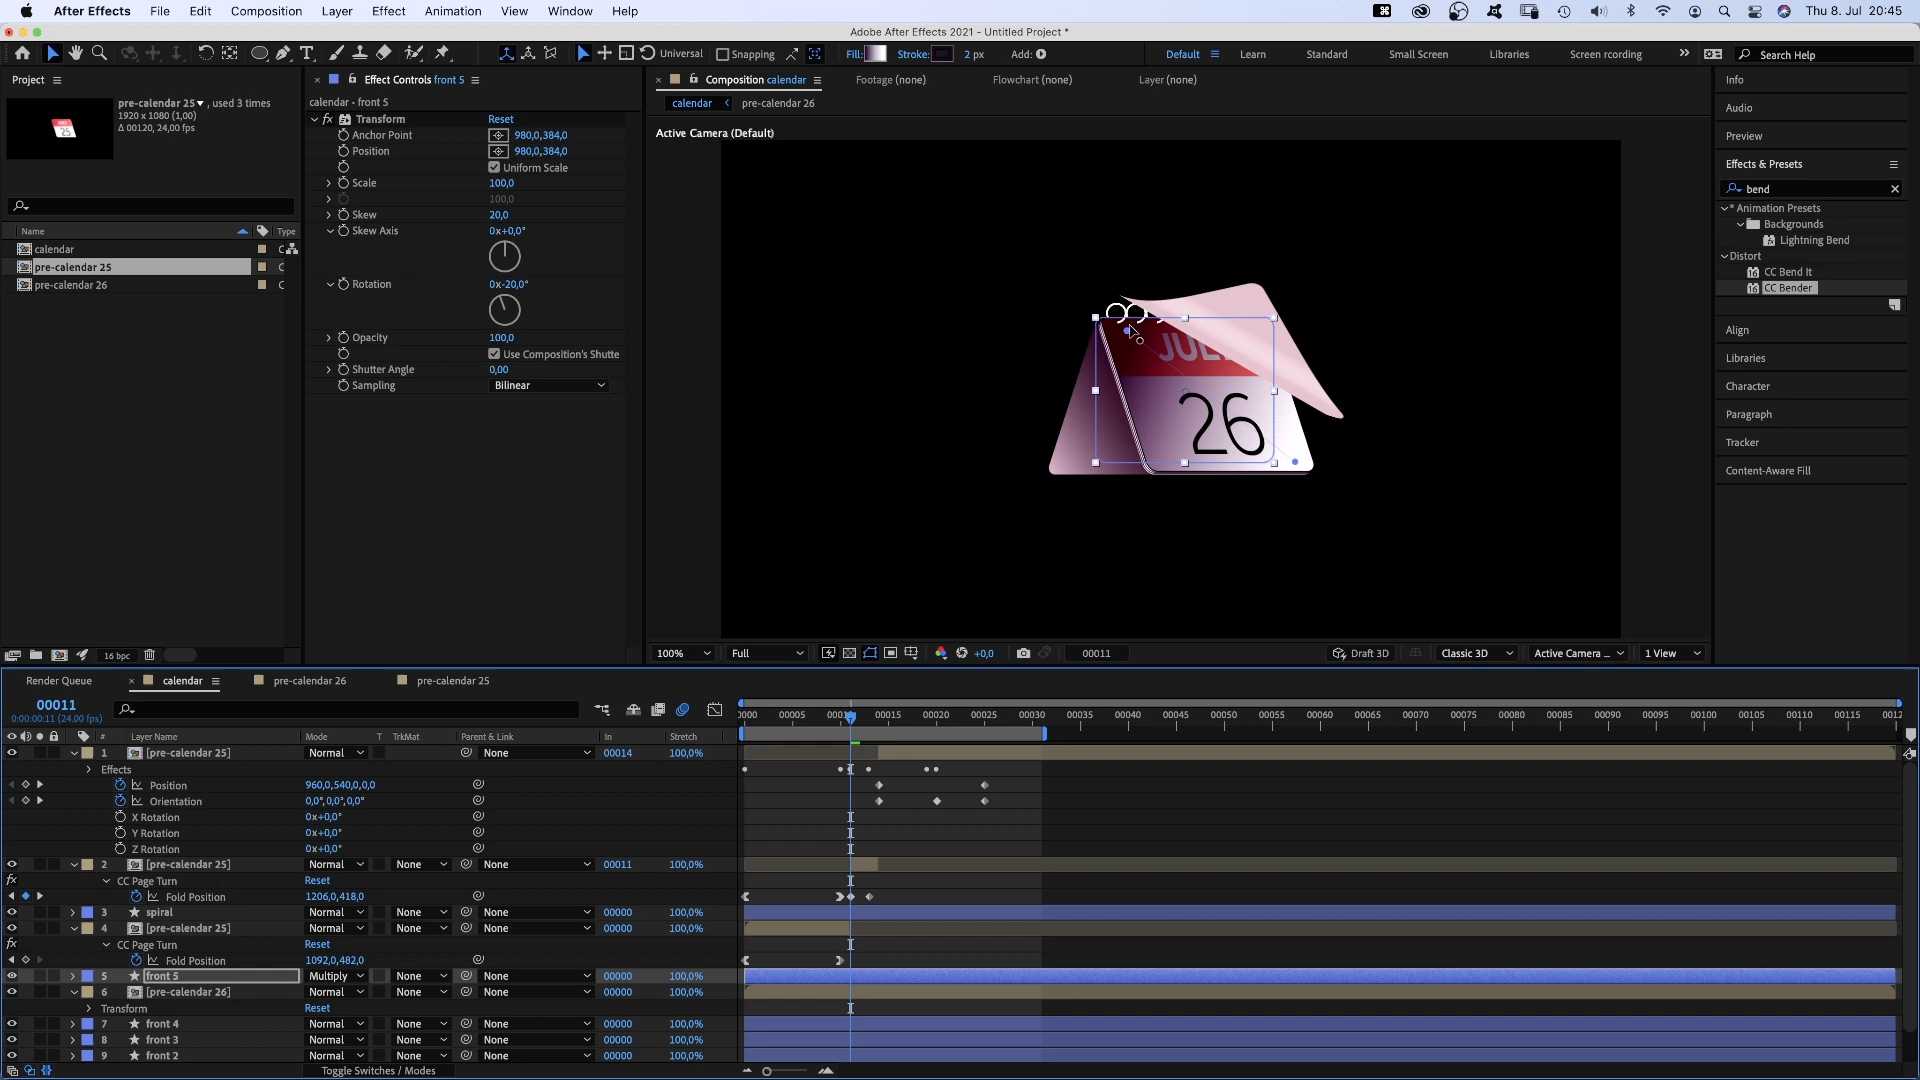 After Effects File Edit Composition Layer Effect Animation View Window Help Thu 8. Jul 20:45
Adobe After Effects 2021 - Untitled Project *
Universal Snapping Fill: Stroke: 2 px Add: Default Learn Standard Small Screen Libraries Screen recording Search Help
Project
pre-calendar 25 , used 3 times
1920 x 1080 (1,00)
Δ 00120, 24,00 fps
Name Type
calendar
pre-calendar 25
pre-calendar 26
16 bpc
Effect Controls front 5
calendar • front 5
fx Transform Reset
Anchor Point 980,0,384,0
Position 980,0,384,0
Uniform Scale
Scale 100,0
100,0
Skew 20,0
Skew Axis 0x+0,0°
Rotation 0x-20,0°
Opacity 100,0
Use Composition's Shutte
Shutter Angle 0,00
Sampling Bilinear
Composition calendar Footage (none) Flowchart (none) Layer (none)
calendar pre-calendar 26
Active Camera (Default)
26
100% Full +0,0 00011 Draft 3D Classic 3D Active Camera ... 1 View
Info
Audio
Preview
Effects & Presets
bend
* Animation Presets
Backgrounds
Lightning Bend
Distort
CC Bend It
CC Bender
Align
Libraries
Character
Paragraph
Tracker
Content-Aware Fill
Render Queue calendar pre-calendar 26 pre-calendar 25
00011
0:00:00:11 (24.00 fps)
# Layer Name Mode T TrkMat Parent & Link In Stretch
00005 00015 00020 00025 00030 00035 00040 00045 00050 00055 00060 00065 00070 00075 00080 00085 00090 00095 00100 00105 00110 00115
1 [pre-calendar 25] Normal None 00014 100,0%
Effects
Position 960,0,540,0,0,0
Orientation 0,0°,0,0°,0,0°
X Rotation 0x+0,0°
Y Rotation 0x+0,0°
Z Rotation 0x+0,0°
2 [pre-calendar 25] Normal None None 00011 100,0%
fx CC Page Turn Reset
Fold Position 1206,0,418,0
3 spiral Normal None None 00000 100,0%
4 [pre-calendar 25] Normal None None 00000 100,0%
fx CC Page Turn Reset
Fold Position 1092,0,482,0
5 front 5 Multiply None None 00000 100,0%
6 [pre-calendar 26] Normal None None 00000 100,0%
Transform Reset
7 front 4 Normal None None 00000 100,0%
8 front 3 Normal None None 00000 100,0%
9 front 2 Normal None None 00000 100,0%
Toggle Switches / Modes